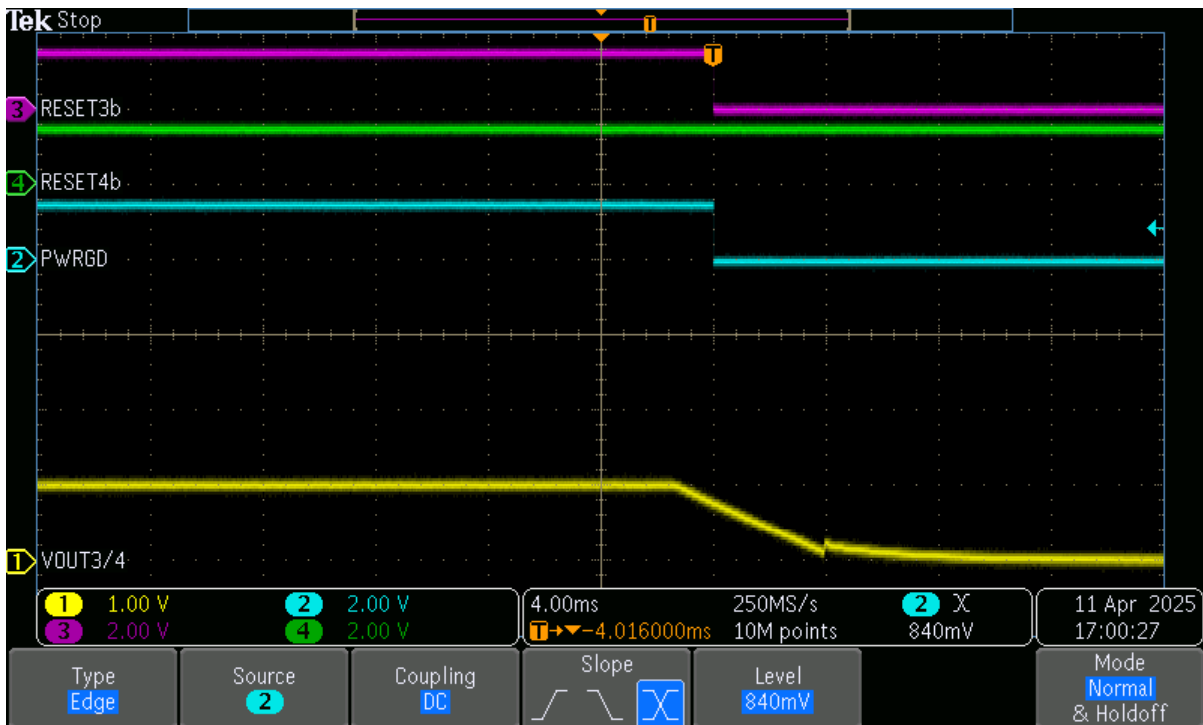 Tek Stop
T
T
3 RESET3b
4 RESET4b
2 PWRGD
1 VOUT3/4
1 1.00 V 2 2.00 V
3 2.00 V 4 2.00 V
4.00ms 250MS/s 2
T→▼-4.016000ms 10M points 840mV
11 Apr 2025
17:00:27
Type
Edge
Source
2
Coupling
DC
Slope
Level
840mV
Mode
Normal
& Holdoff